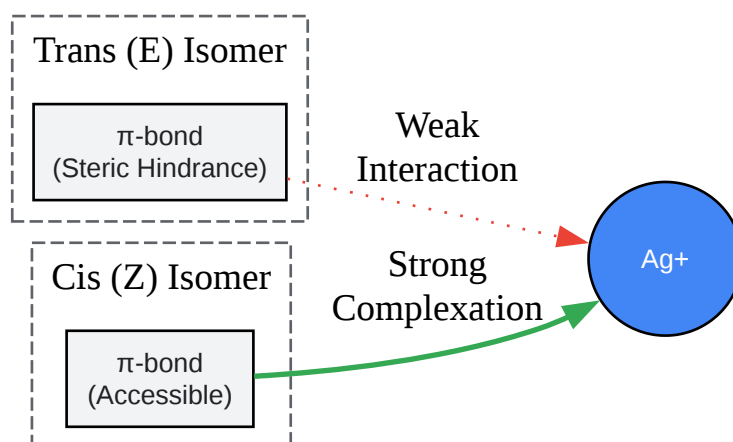 Trans (E) Isomer
π-bond
(Steric Hindrance)
Weak
Interaction
Ag+
Cis (Z) Isomer
Strong
Complexation
π-bond
(Accessible)